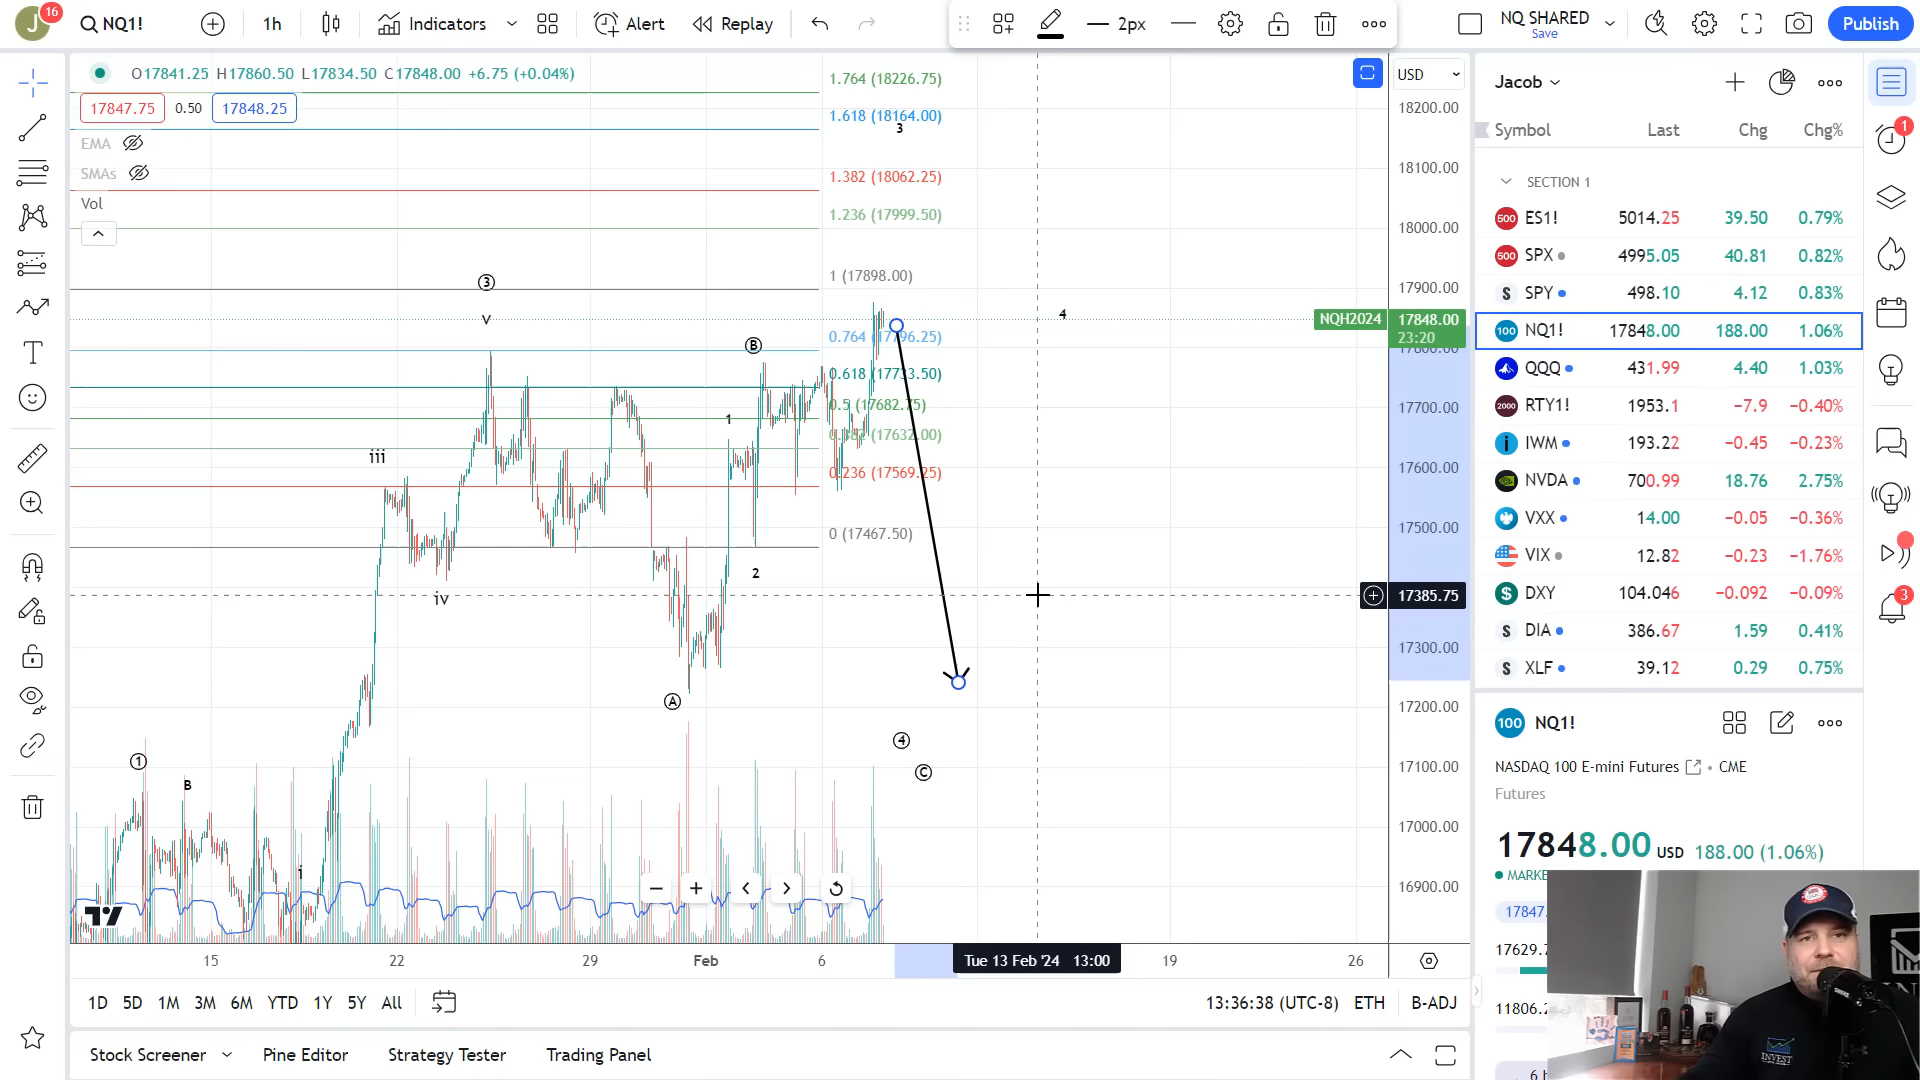 J
16
NQ1!
1h
Indicators
Alert
Replay
2px
NQ SHARED
Save
Publish
O17841.25 H17860.50 L17834.50 C17848.00 +6.75 (+0.04%)
17847.75
0.50
17848.25
EMA
SMAs
Vol
1.764 (18226.75)
1.618 (18164.00)
3
1.382 (18062.25)
1.236 (17999.50)
1 (17898.00)
0.764 (17796.25)
0.618 (17733.50)
0.5 (17682.75)
0.382 (17632.00)
0.236 (17569.25)
0 (17467.50)
3
v
B
4
1
iii
2
iv
A
4
C
1
B
i
USD
18200.00
18100.00
18000.00
17900.00
NQH2024
17848.00
23:20
17800.00
17700.00
17600.00
17500.00
17385.75
17300.00
17200.00
17100.00
17000.00
16900.00
15
22
29
Feb
6
Tue 13 Feb '24 13:00
19
26
1D 5D 1M 3M 6M YTD 1Y 5Y All
13:36:38 (UTC-8) ETH B-ADJ
Stock Screener
Pine Editor
Strategy Tester
Trading Panel
Jacob
Symbol Last Chg Chg%
SECTION 1
500 ES1! 5014.25 39.50 0.79%
500 SPX 4995.05 40.81 0.82%
S SPY 498.10 4.12 0.83%
100 NQ1! 17848.00 188.00 1.06%
QQQ 431.99 4.40 1.03%
2000 RTY1! 1953.1 −7.9 −0.40%
i IWM 193.22 −0.45 −0.23%
NVDA 700.99 18.76 2.75%
VXX 14.00 −0.05 −0.36%
VIX 12.82 −0.23 −1.76%
$ DXY 104.046 −0.092 −0.09%
S DIA 386.67 1.59 0.41%
S XLF 39.12 0.29 0.75%
1
3
100 NQ1!
NASDAQ 100 E-mini Futures • CME
Futures
17848.00 USD 188.00 (1.06%)
MARKE
17847.
17629.7
11806.2
6 h
INVEST